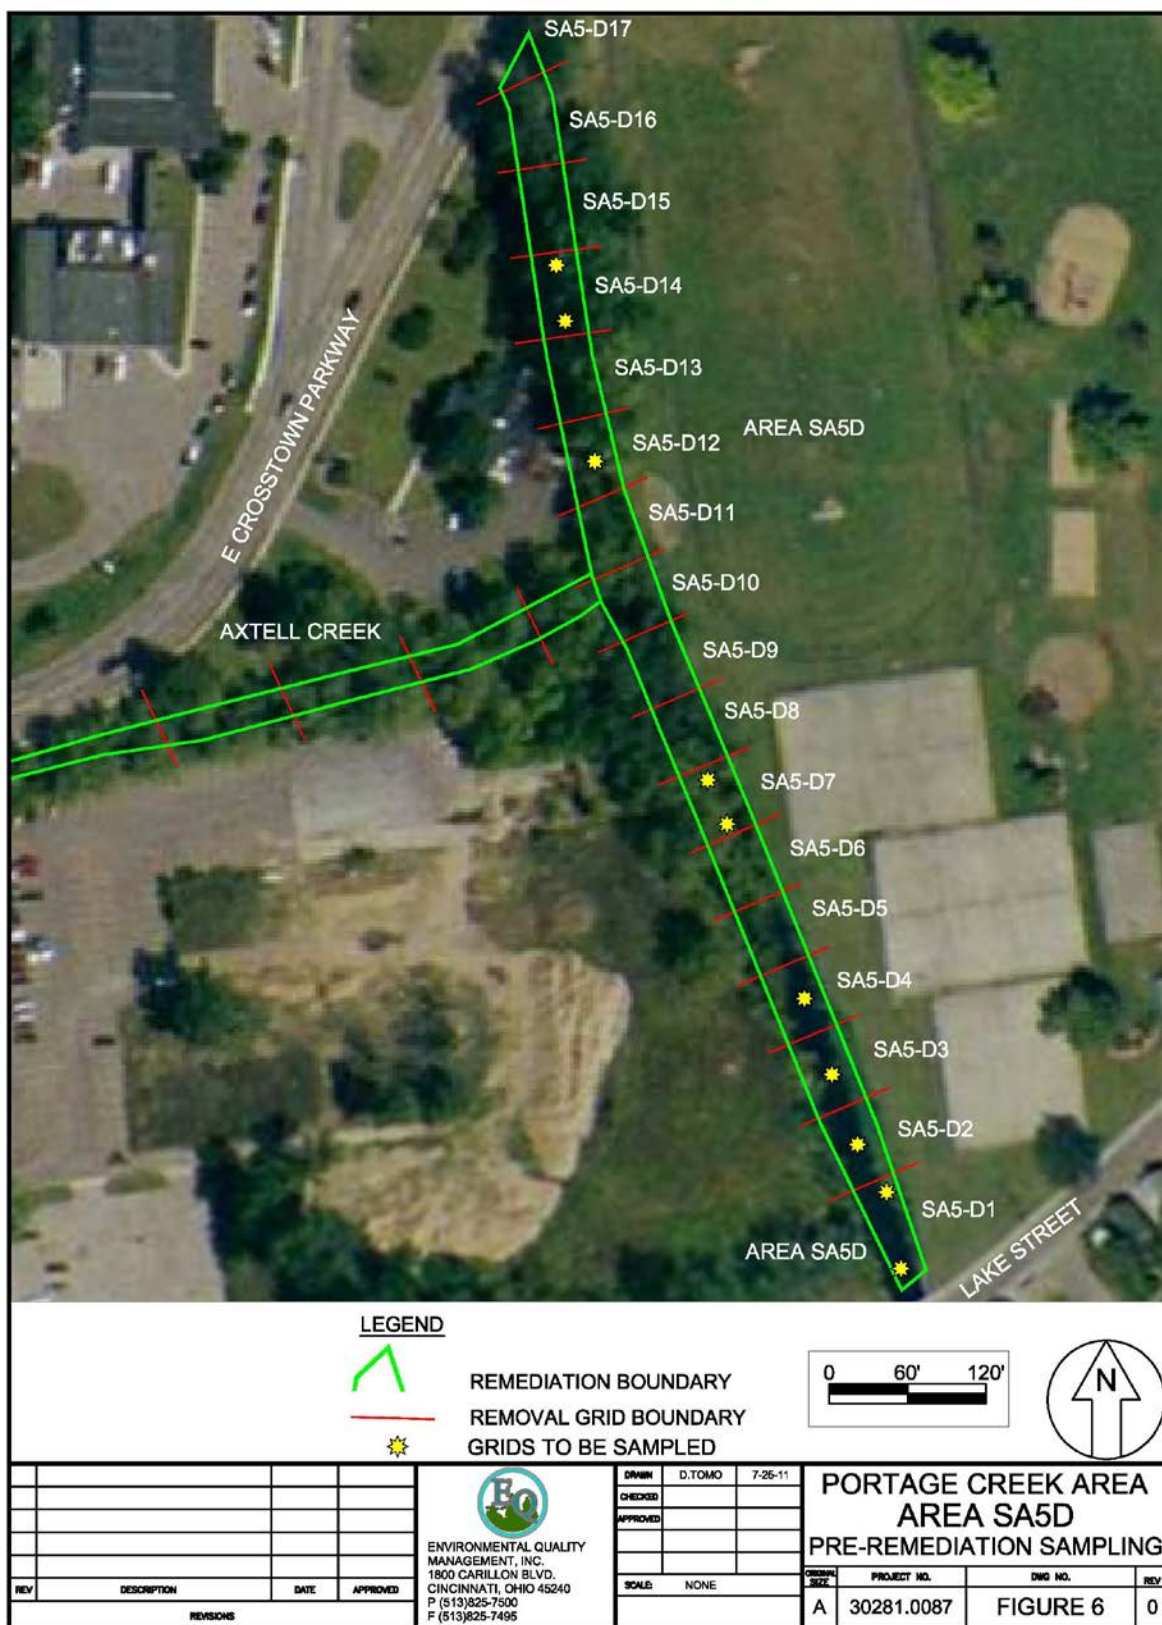 SA5-D17
SA5-D16
SA5-D15
SA5-D14
SA5-D13
E CROSSTOWN PARKWAY
AREA SA5D
SA5-D12
SA5-D11
SA5-D10
AXTELL CREEK
SA5-D9
SA5-D8
SA5-D7
SA5-D6
SA5-D5
SA5-D4
SA5-D3
SA5-D2
SA5-D1
AREA SA5D
LAKE STREET
LEGEND
REMEDIATION BOUNDARY
REMOVAL GRID BOUNDARY
GRIDS TO BE SAMPLED
0 60' 120'
N
REV DESCRIPTION DATE APPROVED
REVISIONS
EQ
ENVIRONMENTAL QUALITY
MANAGEMENT, INC.
1800 CARILLON BLVD.
CINCINNATI, OHIO 45240
P (513)825-7500
F (513)825-7495
DRAWN D.TOMO 7-26-11
CHECKED
APPROVED
SCALE: NONE
PORTAGE CREEK AREA
AREA SA5D
PRE-REMEDIATION SAMPLING
ORIGINAL SIZE PROJECT NO. DWG NO. REV
A 30281.0087 FIGURE 6 0